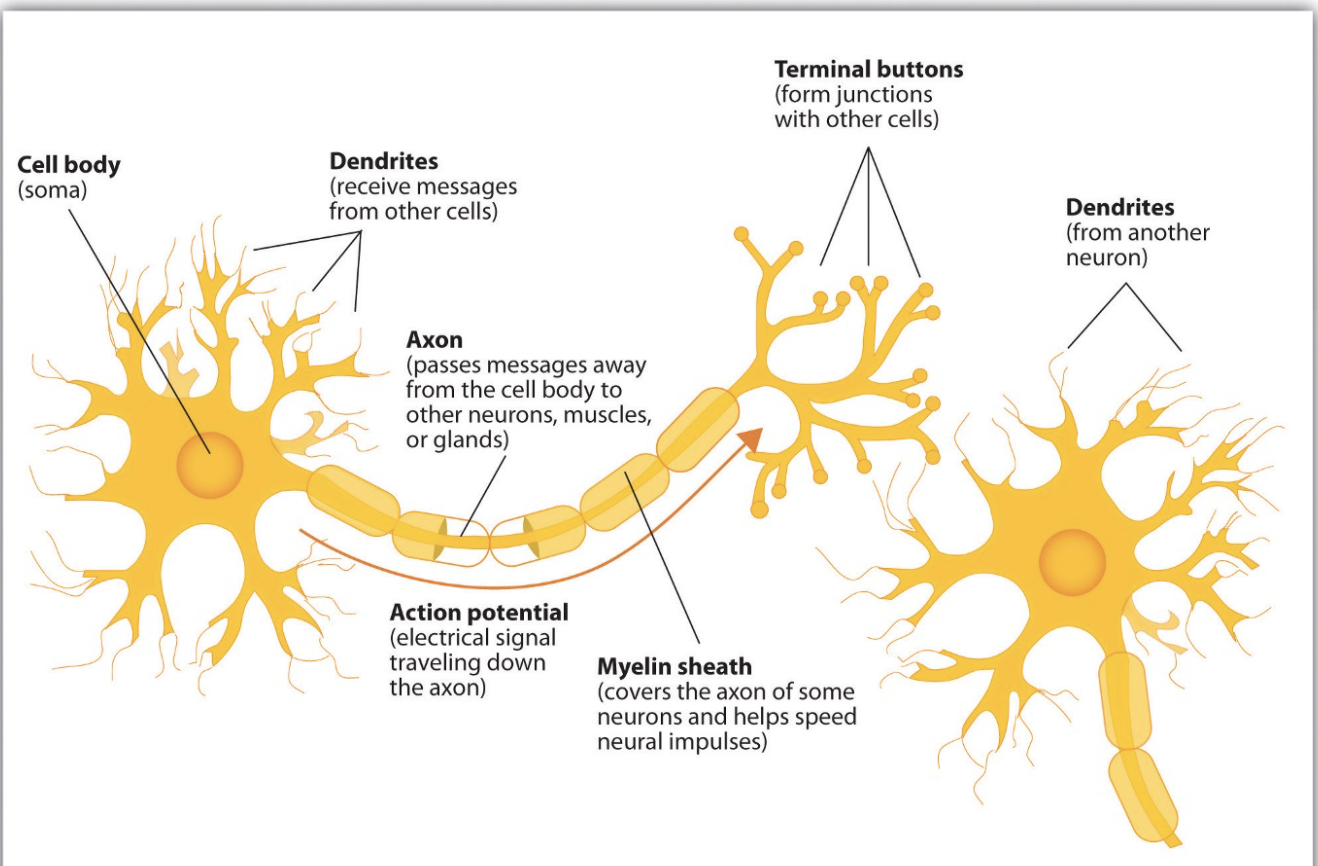 Terminal buttons
(form junctions
with other cells)
Cell body
(soma)
Dendrites
(receive messages
from other cells)
Dendrites
(from another
neuron)
Axon
(passes messages away
from the cell body to
other neurons, muscles,
or glands)
Action potential
(electrical signal
traveling down
the axon)
Myelin sheath
(covers the axon of some
neurons and helps speed
neural impulses)